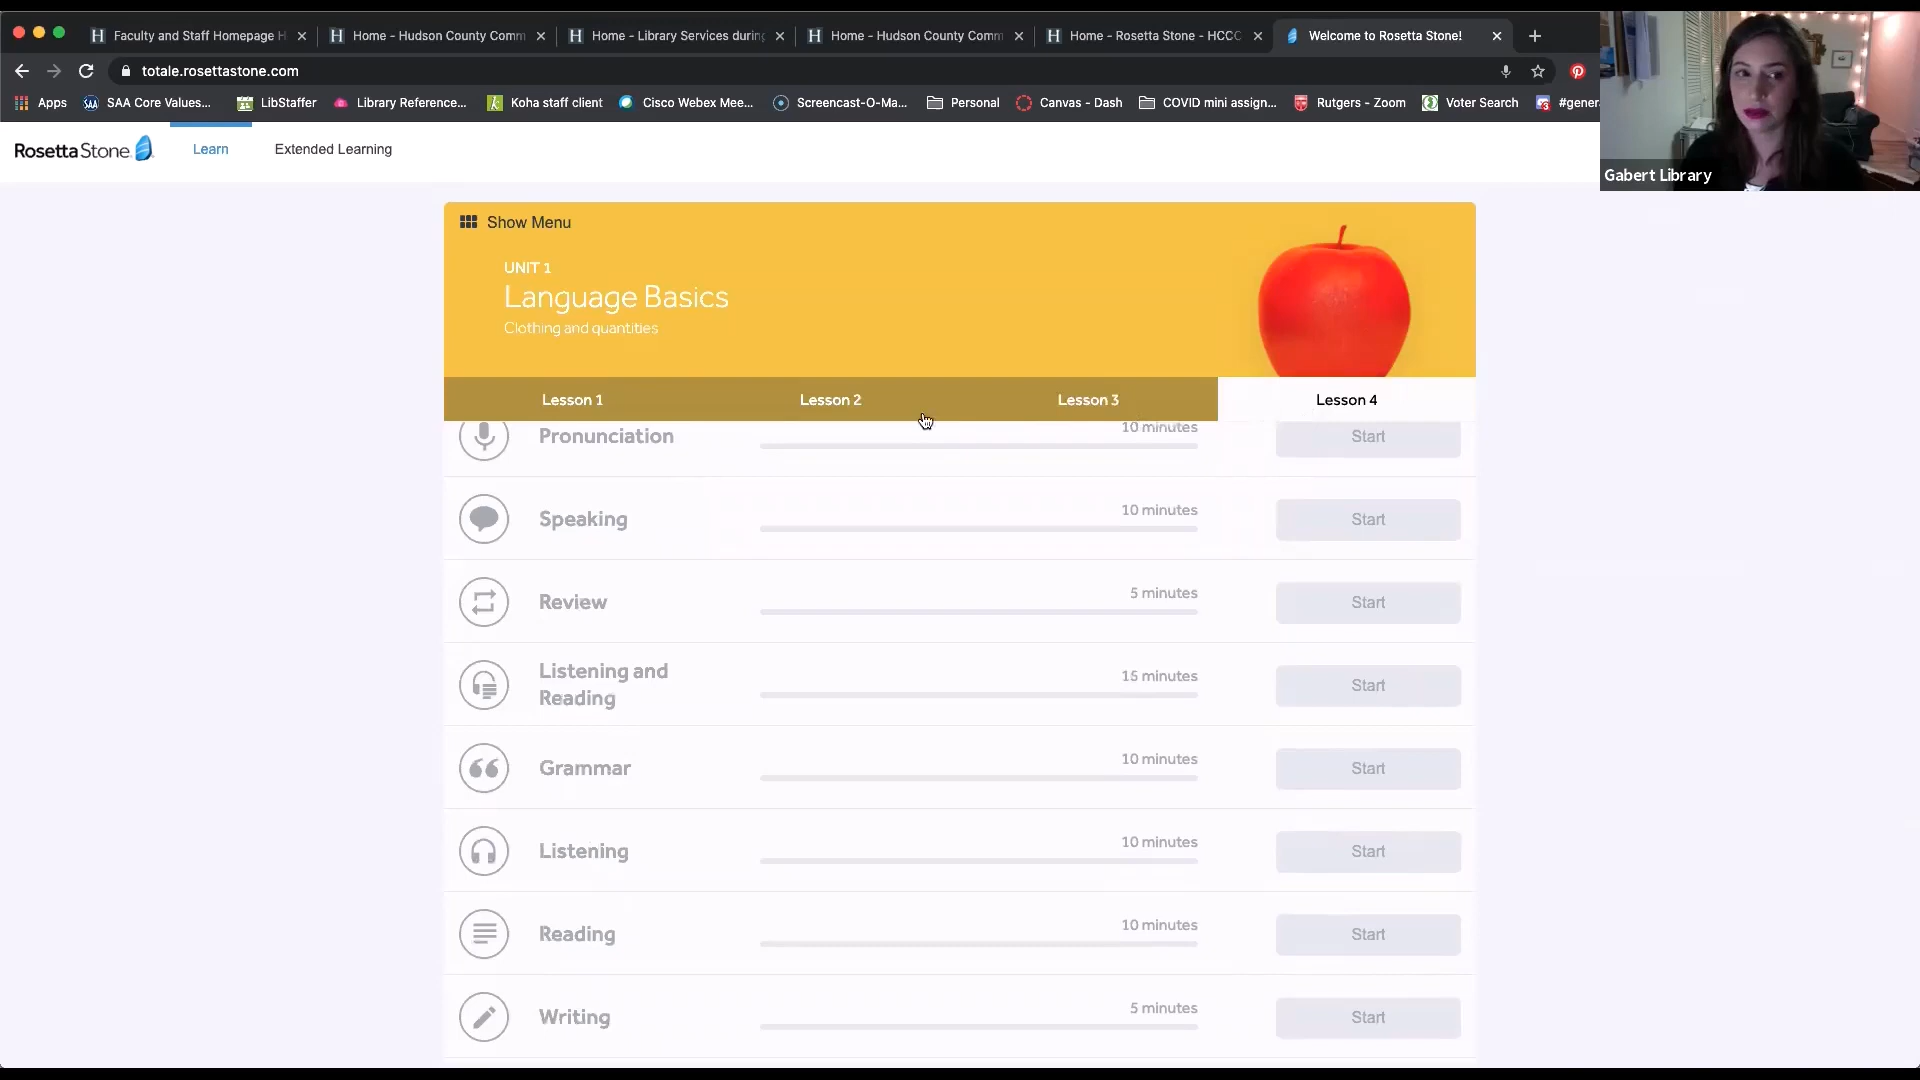 Faculty and Staff Homepage H
Home - Hudson County Comm
Home - Library Services during
Home - Hudson County Comm
Home - Rosetta Stone - HCCC
Welcome to Rosetta Stone!
totale.rosettastone.com
Apps
SAA Core Values...
LibStaffer
Library Reference...
Koha staff client
Cisco Webex Mee...
Screencast-O-Ma...
Personal
Canvas - Dash
COVID mini assign...
Rutgers - Zoom
Voter Search
#genera
Gabert Library
RosettaStone
Learn
Extended Learning
Show Menu
UNIT 1
Language Basics
Clothing and quantities
Lesson 1
Lesson 2
Lesson 3
Lesson 4
Pronunciation
10 minutes
Start
Speaking
10 minutes
Start
Review
5 minutes
Start
Listening and
Reading
15 minutes
Start
Grammar
10 minutes
Start
Listening
10 minutes
Start
Reading
10 minutes
Start
Writing
5 minutes
Start